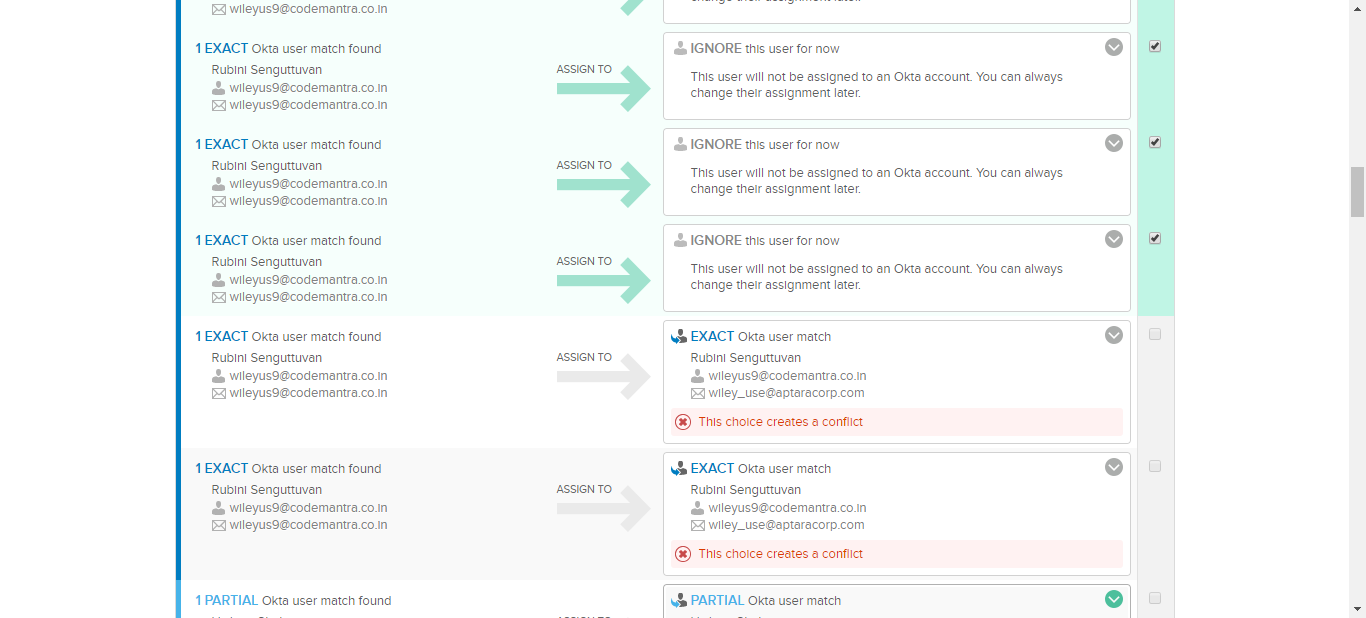 wileyus9@codemantra.co.in
1 EXACT Okta user match found
Rubini Senguttuvan
wileyus9@codemantra.co.in
wileyus9@codemantra.co.in
ASSIGN TO
IGNORE this user for now
This user will not be assigned to an Okta account. You can always
change their assignment later.
1 EXACT Okta user match found
Rubini Senguttuvan
wileyus9@codemantra.co.in
wileyus9@codemantra.co.in
ASSIGN TO
IGNORE this user for now
This user will not be assigned to an Okta account. You can always
change their assignment later.
1 EXACT Okta user match found
Rubini Senguttuvan
wileyus9@codemantra.co.in
wileyus9@codemantra.co.in
ASSIGN TO
IGNORE this user for now
This user will not be assigned to an Okta account. You can always
change their assignment later.
1 EXACT Okta user match found
Rubini Senguttuvan
wileyus9@codemantra.co.in
wileyus9@codemantra.co.in
ASSIGN TO
EXACT Okta user match
Rubini Senguttuvan
wileyus9@codemantra.co.in
wiley_use@aptaracorp.com
This choice creates a conflict
1 EXACT Okta user match found
Rubini Senguttuvan
wileyus9@codemantra.co.in
wileyus9@codemantra.co.in
ASSIGN TO
EXACT Okta user match
Rubini Senguttuvan
wileyus9@codemantra.co.in
wiley_use@aptaracorp.com
This choice creates a conflict
1 PARTIAL Okta user match found
PARTIAL Okta user match